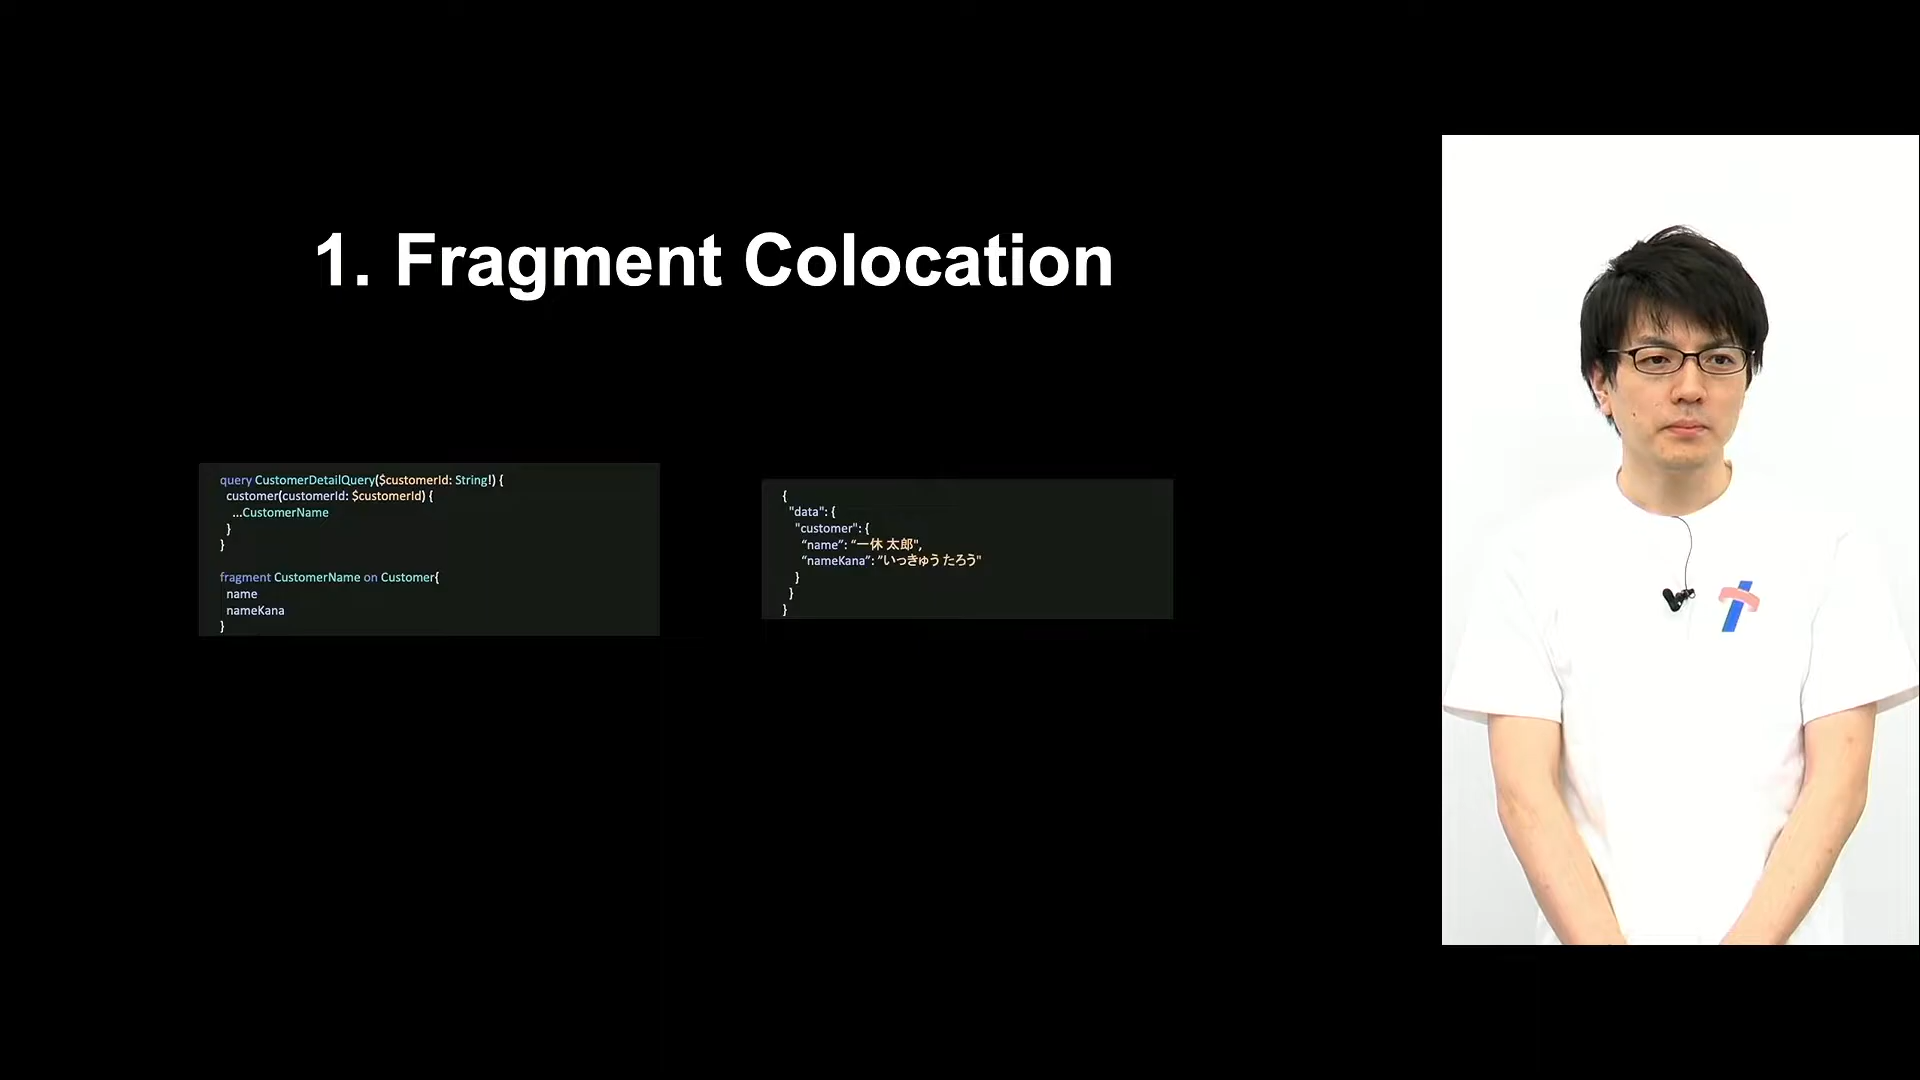 1. Fragment Colocation
query CustomerDetailQuery($customerId: String!) {
customer(customerId: $customerId) {
...CustomerName
}
}
fragment CustomerName on Customer{
name
nameKana
}
{
"data": {
"customer": {
“name”: “一休 太郎",
“nameKana”: ”いっきゅう たろう"
}
}
}